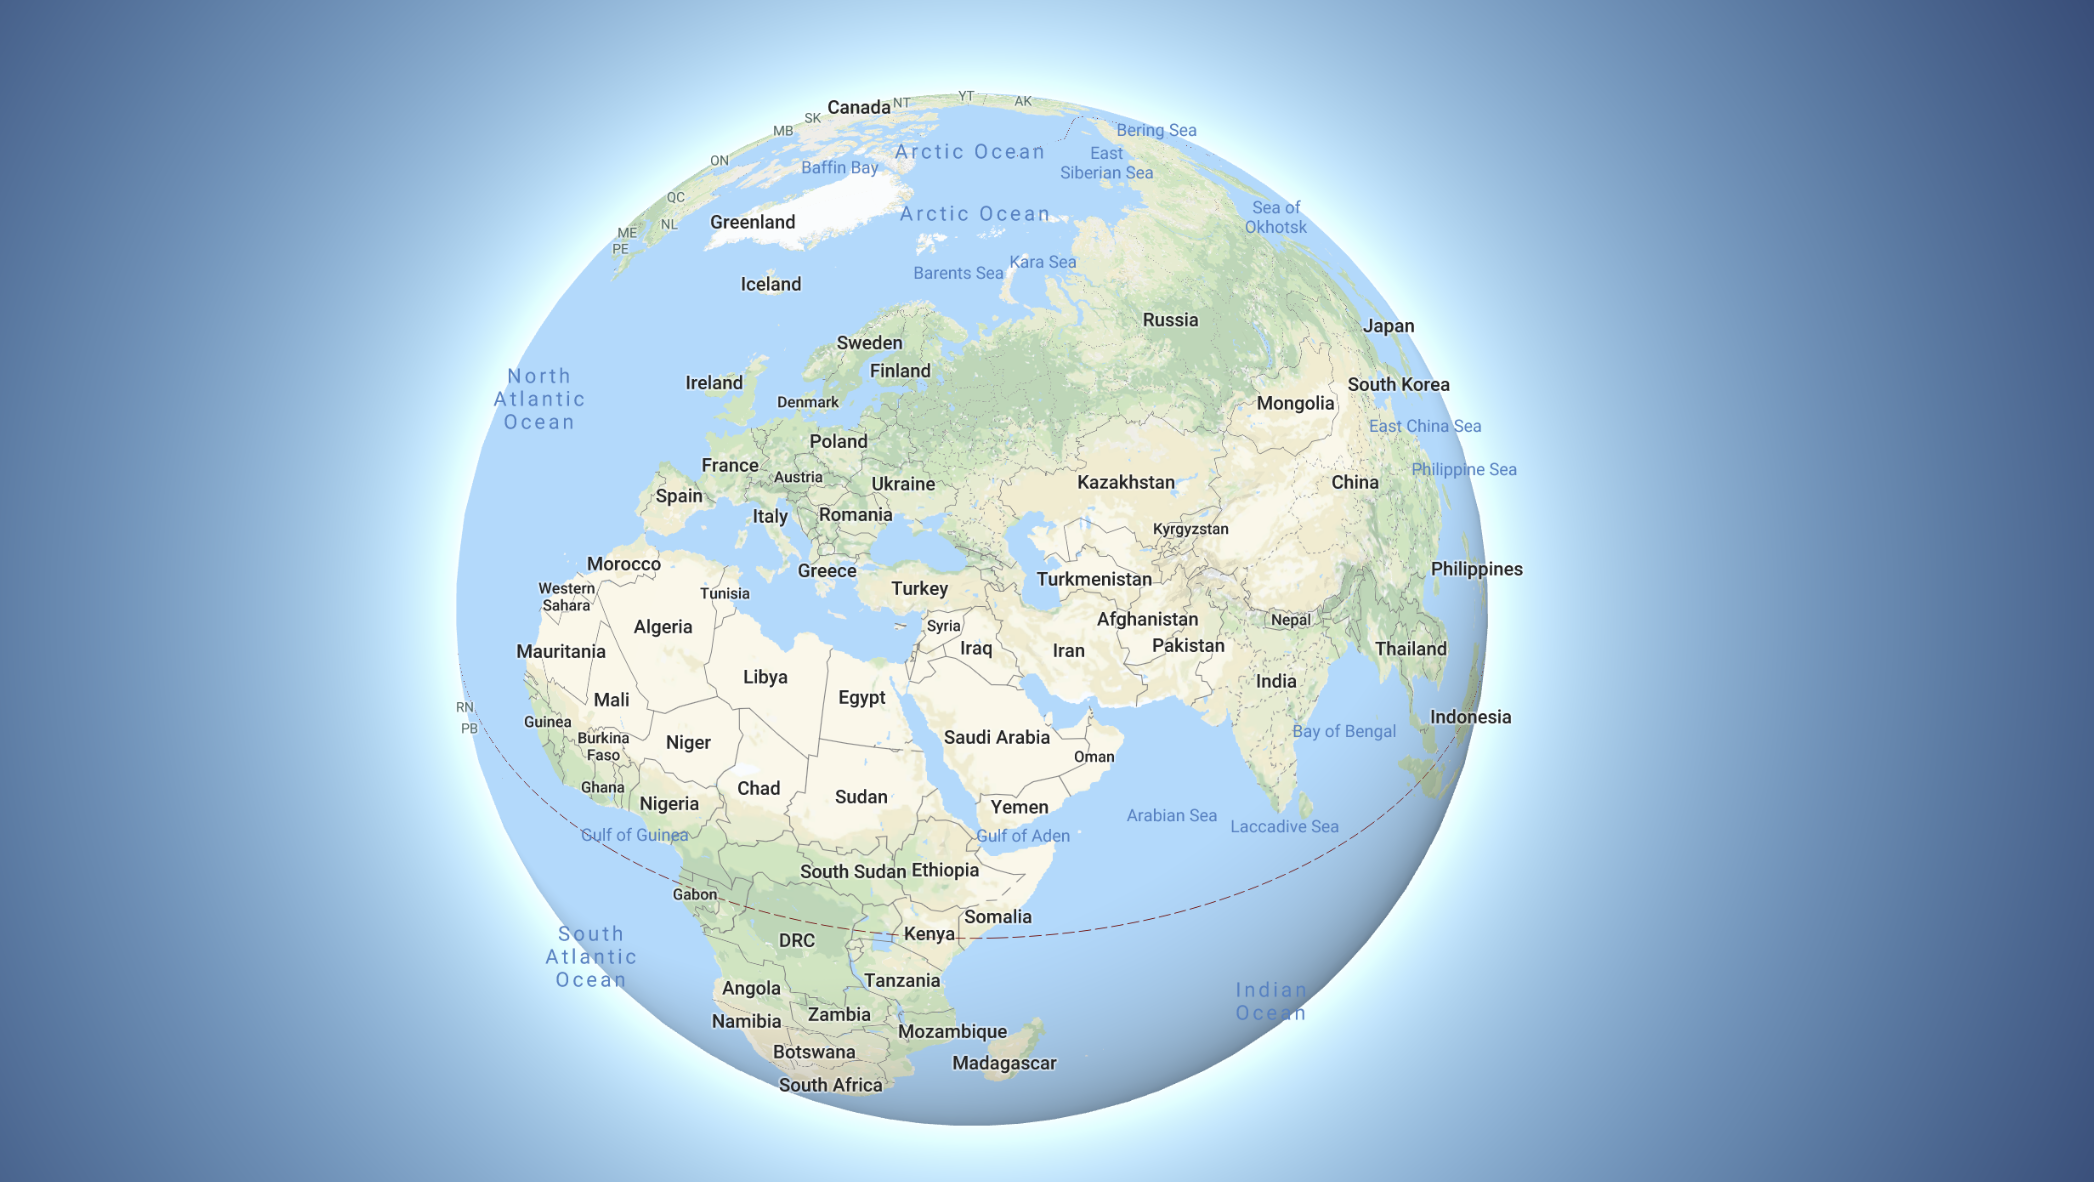 Canada
NT
YT
AK
SK
MB
Bering Sea
Arctic Ocean
East
Siberian Sea
ON
Baffin Bay
QC
Greenland
Arctic Ocean
Sea of
Okhotsk
NL
ME
PE
Kara Sea
Barents Sea
Iceland
Russia
Japan
Sweden
Finland
North
Atlantic
Ocean
Ireland
Denmark
South Korea
Mongolia
East China Sea
Poland
France
Austria
Philippine Sea
Spain
Ukraine
Kazakhstan
China
Italy
Romania
Kyrgyzstan
Morocco
Greece
Philippines
Turkmenistan
Western
Sahara
Tunisia
Turkey
Algeria
Syria
Afghanistan
Nepal
Mauritania
Iraq
Iran
Pakistan
Thailand
Libya
Egypt
India
Mali
RN
PB
Guinea
Indonesia
Burkina
Faso
Niger
Saudi Arabia
Bay of Bengal
Oman
Ghana
Chad
Nigeria
Sudan
Yemen
Arabian Sea
Laccadive Sea
Gulf of Guinea
Gulf of Aden
South Sudan
Ethiopia
Gabon
Somalia
Kenya
DRC
South
Atlantic
Ocean
Tanzania
Angola
Indian
Ocean
Zambia
Namibia
Mozambique
Botswana
Madagascar
South Africa